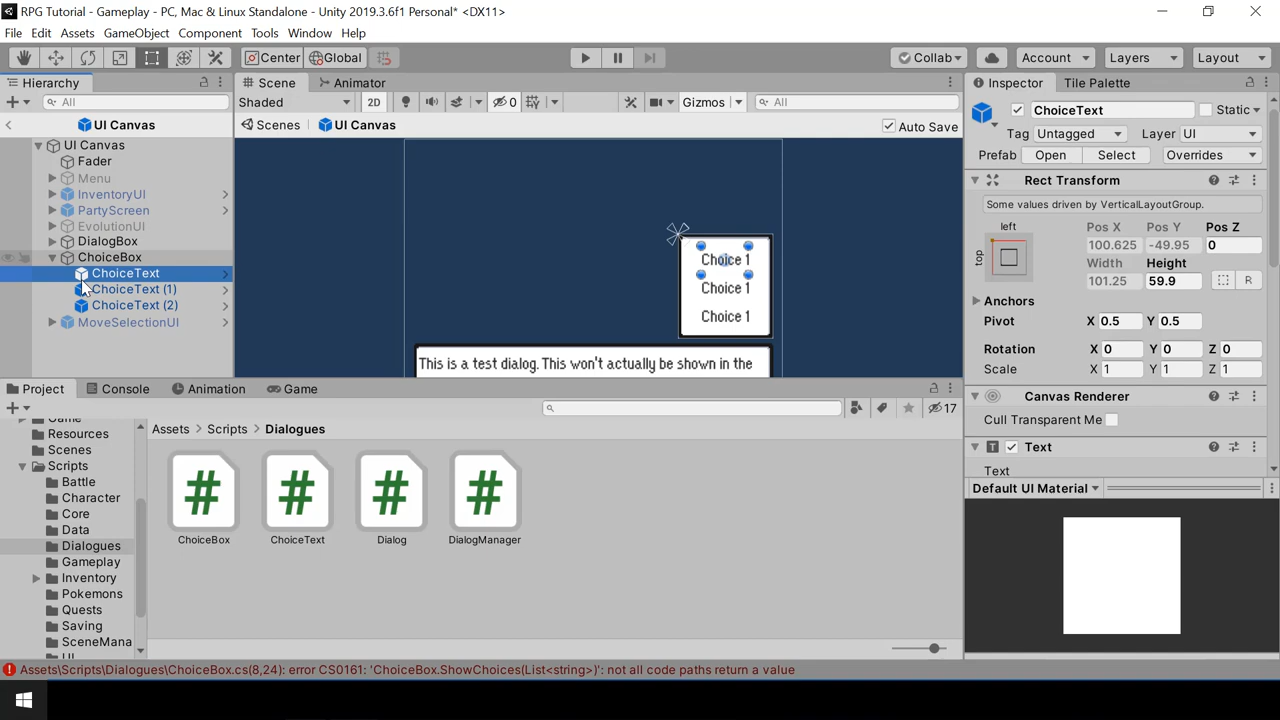 RPG Tutorial - Gameplay - PC, Mac & Linux Standalone - Unity 2019.3.6f1 Personal* <DX11>
File Edit Assets GameObject Component Tools Window Help
Center Global Collab Account Layers Layout
Hierarchy Scene Animator Inspector Tile Palette
All Shaded 2D 0 Gizmos All
UI Canvas Scenes UI Canvas Auto Save
UI Canvas
Fader
Menu
InventoryUI
PartyScreen
EvolutionUI
DialogBox
ChoiceBox
ChoiceText
ChoiceText (1)
ChoiceText (2)
MoveSelectionUI
Choice 1
Choice 1
Choice 1
This is a test dialog. This won't actually be shown in the
ChoiceText Static
Tag Untagged Layer UI
Prefab Open Select Overrides
Rect Transform
Some values driven by VerticalLayoutGroup.
left Pos X Pos Y Pos Z
top 100.625 -49.95 0
Width Height
101.25 59.9 R
Anchors
Pivot X 0.5 Y 0.5
Rotation X 0 Y 0 Z 0
Scale X 1 Y 1 Z 1
Canvas Renderer
Cull Transparent Me
T Text
Text
Default UI Material
Project Console Animation Game
17
Assets > Scripts > Dialogues
Game
Resources
Scenes
Scripts
Battle
Character
Core
Data
Dialogues
Gameplay
Inventory
Pokemons
Quests
Saving
SceneMana
UI
# # # #
ChoiceBox ChoiceText Dialog DialogManager
Assets\Scripts\Dialogues\ChoiceBox.cs(8,24): error CS0161: 'ChoiceBox.ShowChoices(List<string>)': not all code paths return a value